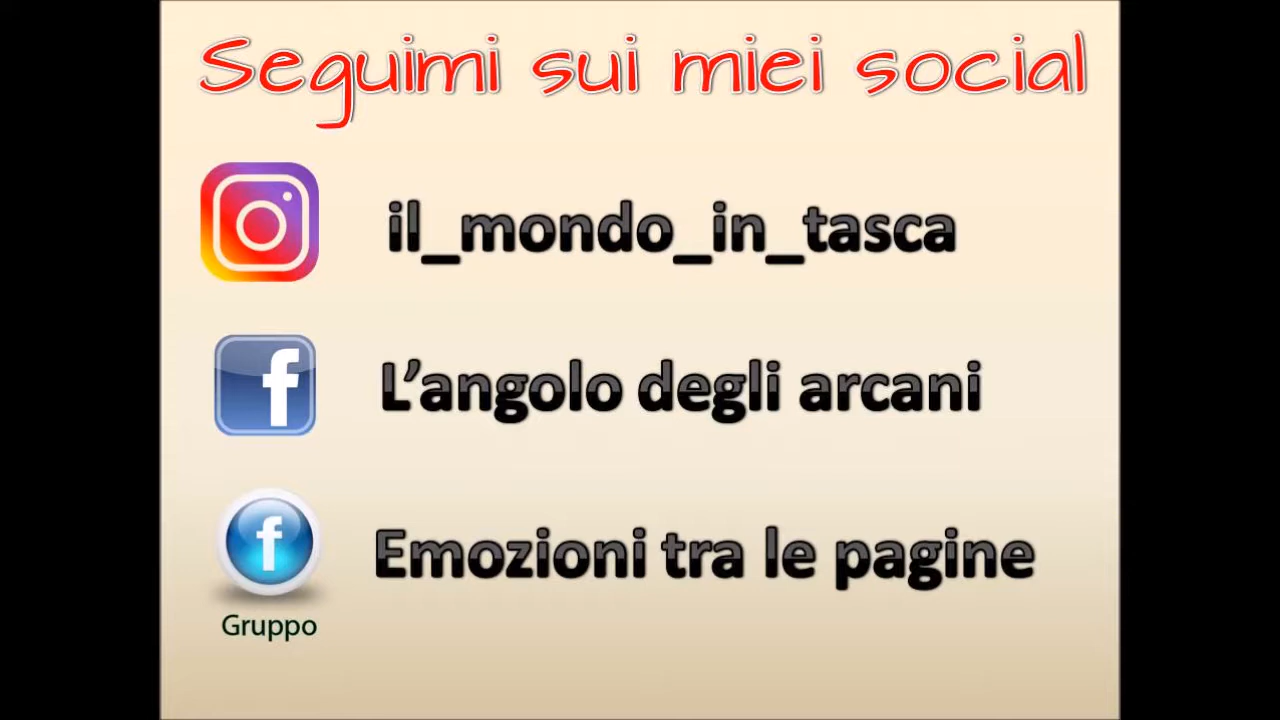 Seguimi sui miei social
il_mondo_in_tasca
f
L'angolo degli arcani
f
Emozioni tra le pagine
Gruppo